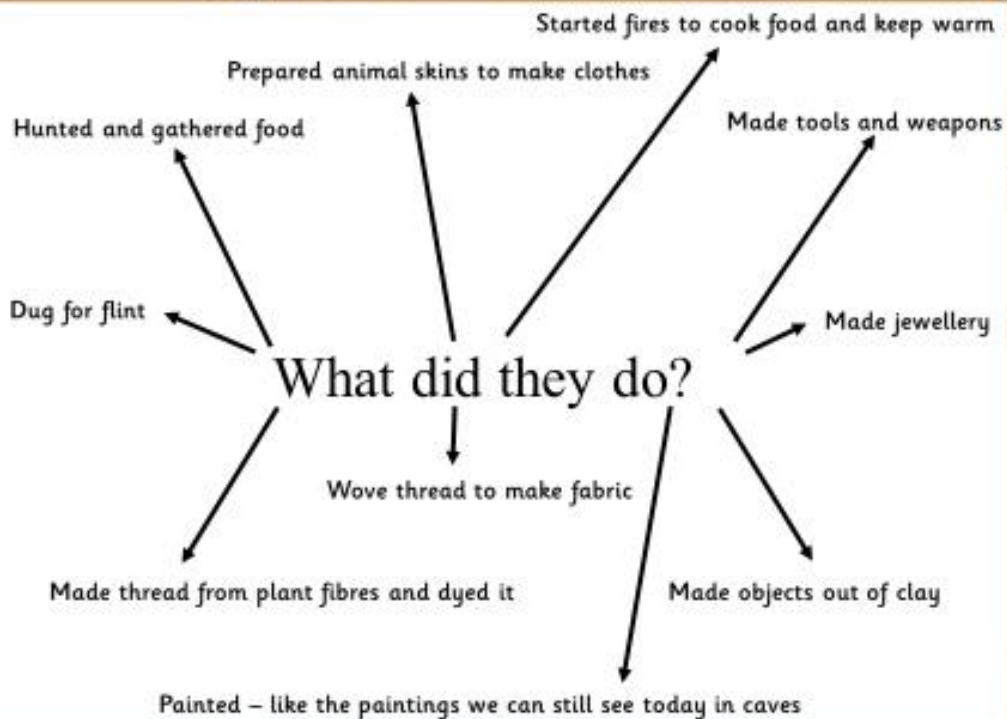 Started fires to cook food and keep warm
Prepared animal skins to make clothes
Hunted and gathered food
Made tools and weapons
Dug for flint
Made jewellery
What did they do?
Wove thread to make fabric
Made thread from plant fibres and dyed it
Made objects out of clay
Painted – like the paintings we can still see today in caves